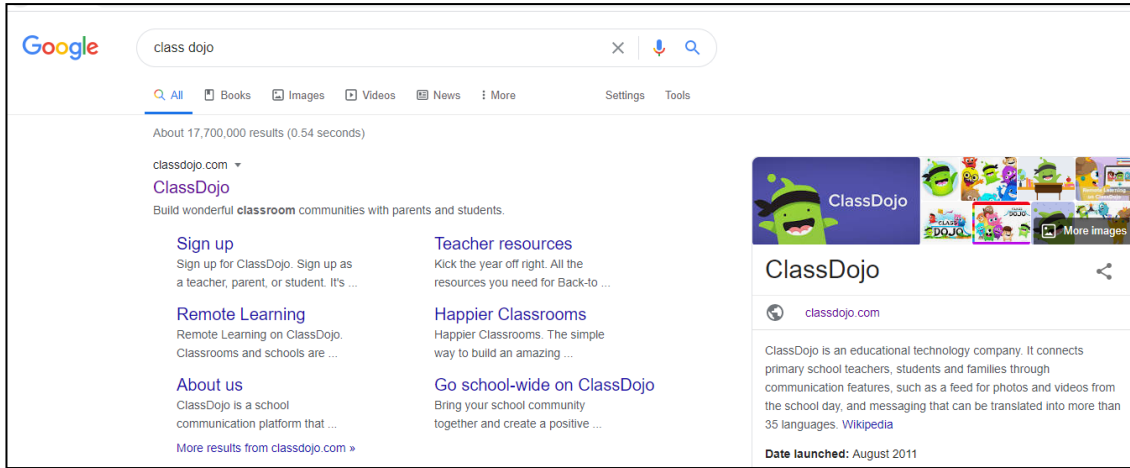 Google
class dojo
All Books Images Videos News More Settings Tools
About 17,700,000 results (0.54 seconds)
classdojo.com
ClassDojo
Build wonderful classroom communities with parents and students.
Sign up
Sign up for ClassDojo. Sign up as
a teacher, parent, or student. It's ...
Teacher resources
Kick the year off right. All the
resources you need for Back-to ...
Remote Learning
Remote Learning on ClassDojo.
Classrooms and schools are ...
Happier Classrooms
Happier Classrooms. The simple
way to build an amazing ...
About us
ClassDojo is a school
communication platform that ...
Go school-wide on ClassDojo
Bring your school community
together and create a positive ...
More results from classdojo.com »
ClassDojo
CLASS
DOJO
DOJO
Remote Learning
on ClassDojo
More images
ClassDojo
classdojo.com
ClassDojo is an educational technology company. It connects
primary school teachers, students and families through
communication features, such as a feed for photos and videos from
the school day, and messaging that can be translated into more than
35 languages. Wikipedia
Date launched: August 2011